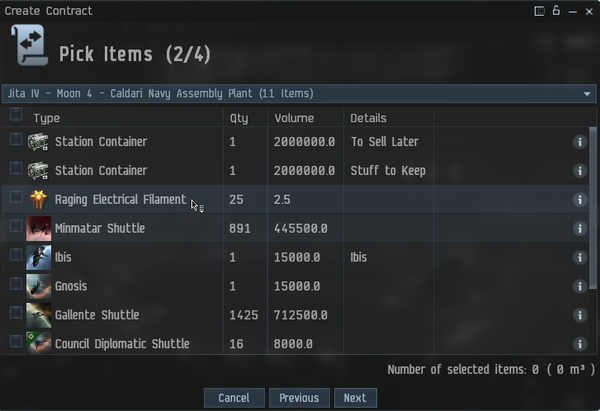 Create Contract
Pick Items (2/4)
Jita IV - Moon 4 - Caldari Navy Assembly Plant (11 Items)
Type Qty Volume Details
Station Container 1 2000000.0 To Sell Later
Station Container 1 2000000.0 Stuff to Keep
Raging Electrical Filament 25 2.5
Minmatar Shuttle 891 445500.0
Ibis 1 15000.0 Ibis
Gnosis 1 15000.0
Gallente Shuttle 1425 712500.0
Council Diplomatic Shuttle 16 8000.0
Number of selected items: 0 ( 0 m³ )
Cancel Previous Next